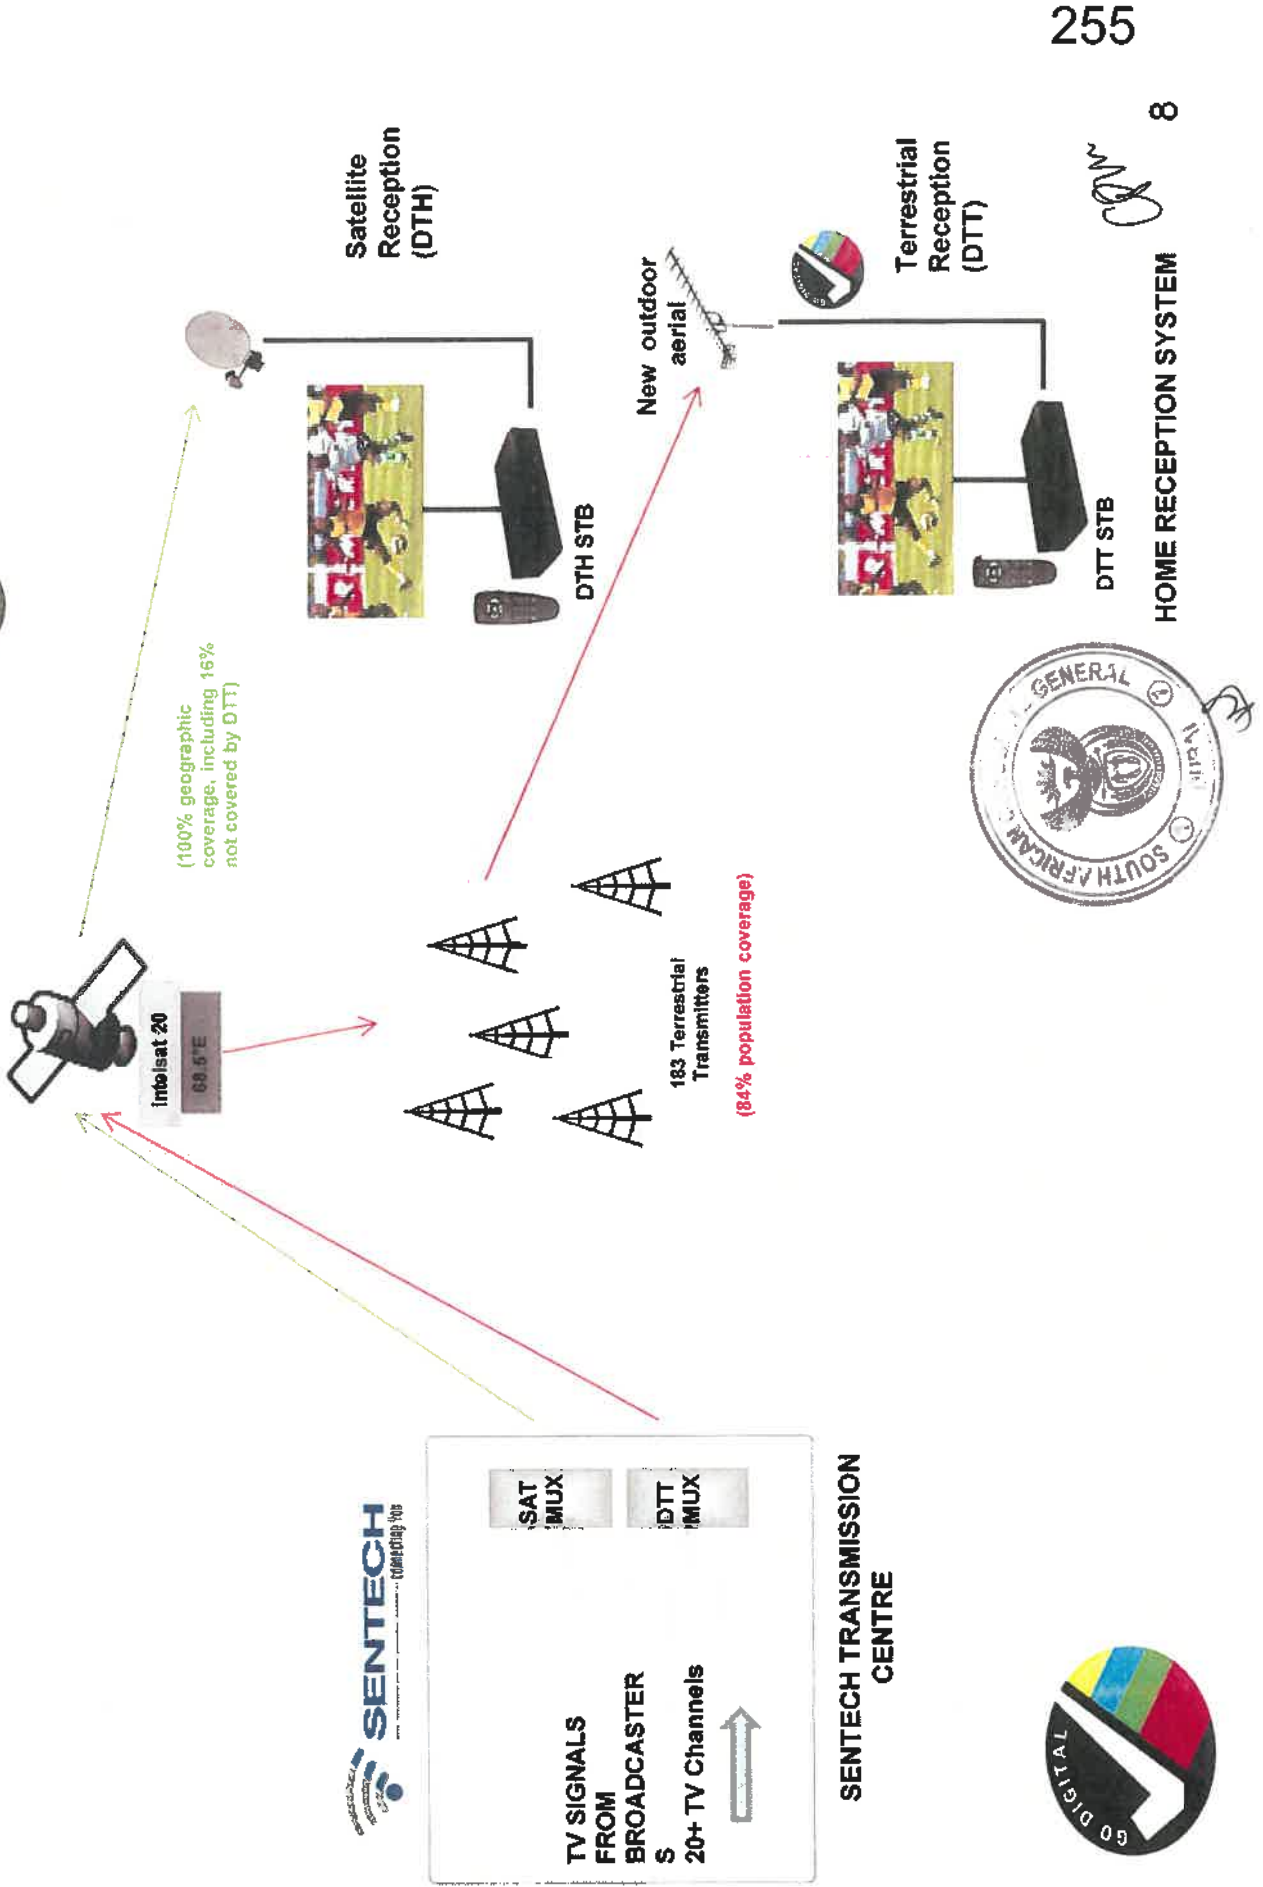 255
SENTECH
connecting You
TV SIGNALS
FROM
BROADCASTER
S
20+ TV Channels
SAT
MUX
DTT
MUX
SENTECH TRANSMISSION
CENTRE
GO DIGITAL
Intelsat 20
68.5°E
(100% geographic
coverage, including 16%
not covered by DTT)
183 Terrestrial
Transmitters
(84% population coverage)
Satellite
Reception
(DTH)
DTH STB
New outdoor
aerial
Terrestrial
Reception
(DTT)
DTT STB
HOME RECEPTION SYSTEM
8
SOUTH AFRICAN
GENERAL